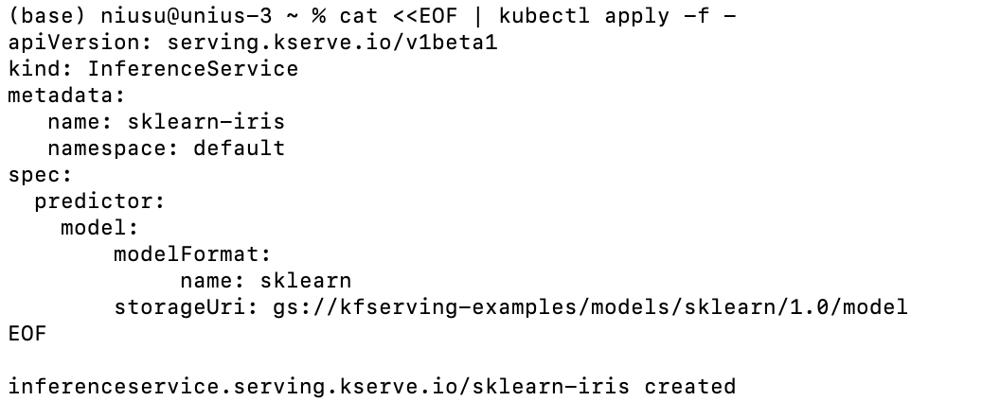 (base) niusu@unius-3 ~ % cat <<EOF | kubectl apply -f -
apiVersion: serving.kserve.io/v1beta1
kind: InferenceService
metadata:
   name: sklearn-iris
   namespace: default
spec:
  predictor:
    model:
        modelFormat:
             name: sklearn
        storageUri: gs://kfserving-examples/models/sklearn/1.0/model
EOF

inferenceservice.serving.kserve.io/sklearn-iris created